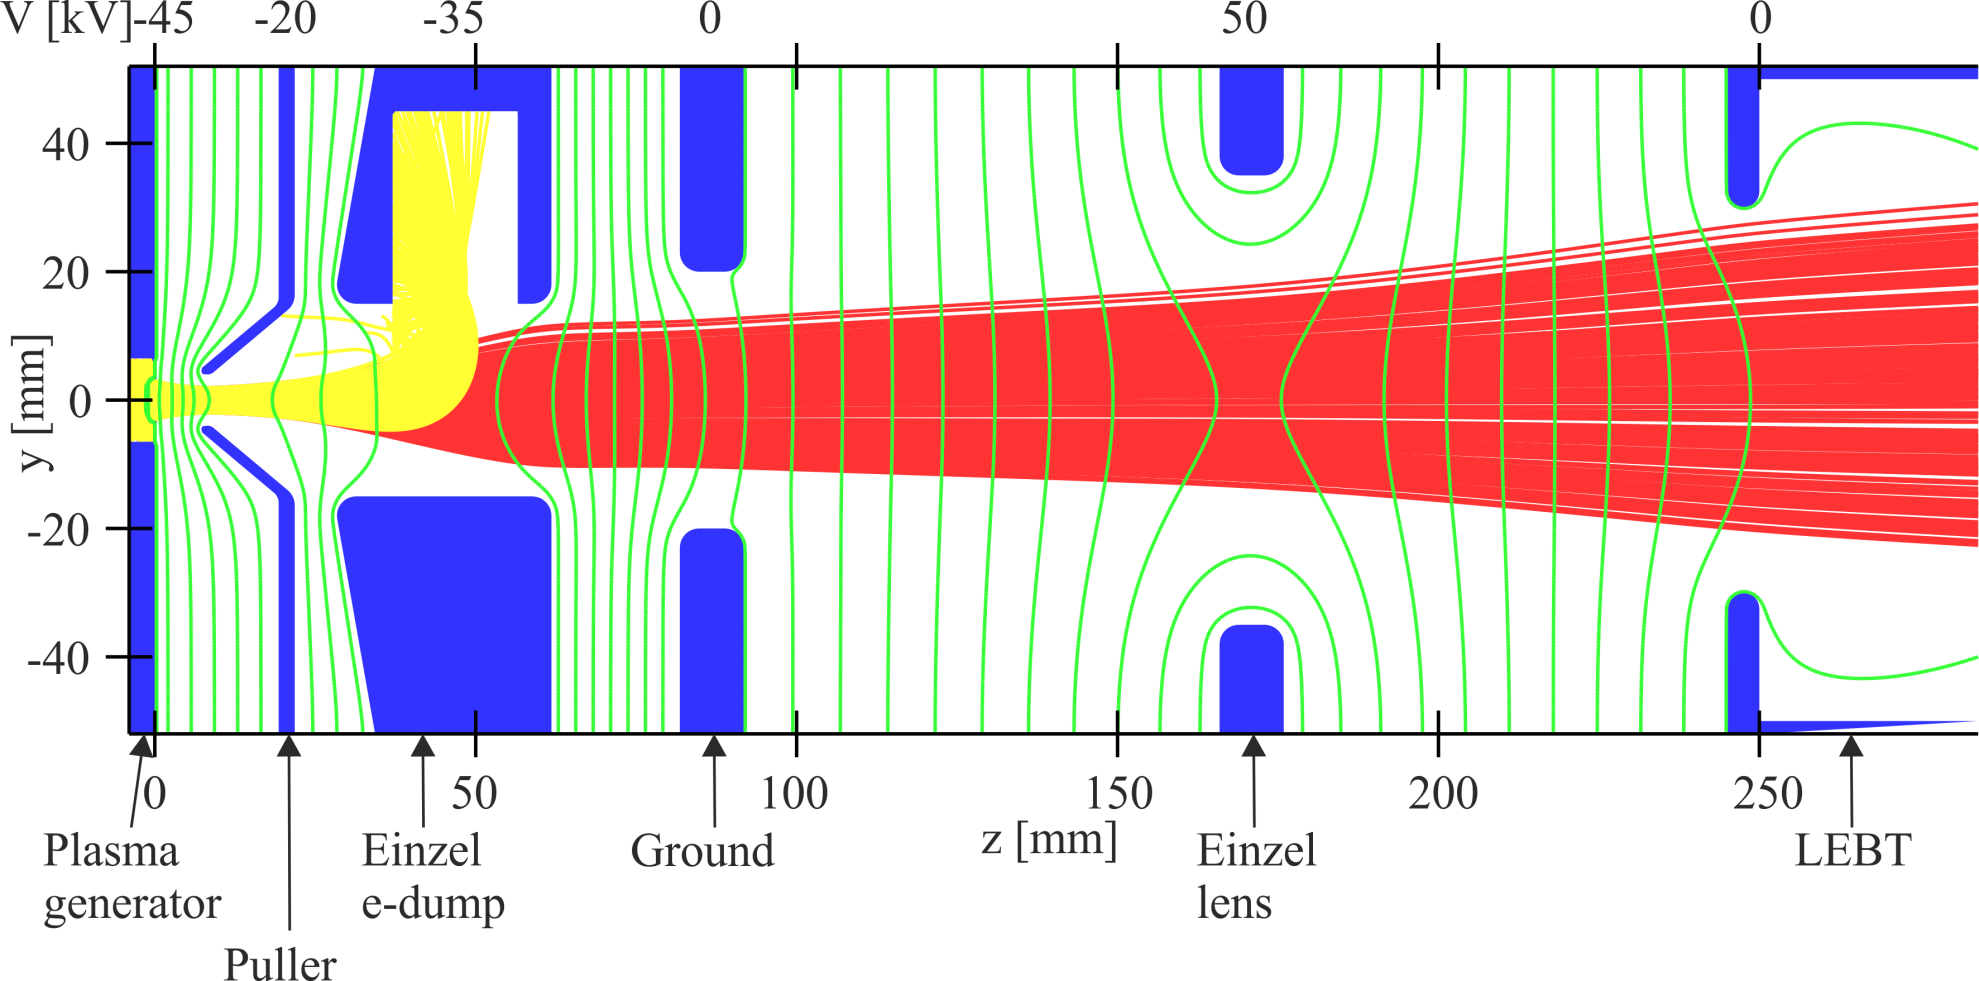 V [kV] -45 -20 -35 0 50 0
40
20
0
-20
-40
y [mm]
0 50 100 150 200 250
z [mm]
Plasma
generator
Puller
Einzel
e-dump
Ground
Einzel
lens
LEBT